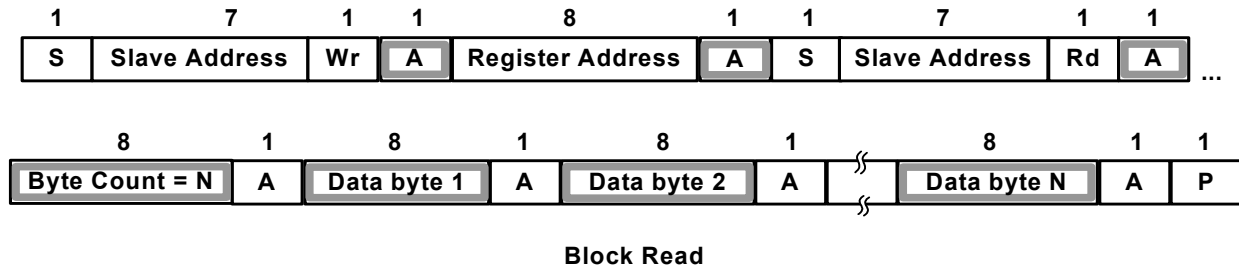 1 7 1 1 8 1 1 7 1 1
S Slave Address Wr A Register Address A S Slave Address Rd A ...
8 1 8 1 8 1 8 1 1
Byte Count = N A Data byte 1 A Data byte 2 A Data byte N A P
Block Read